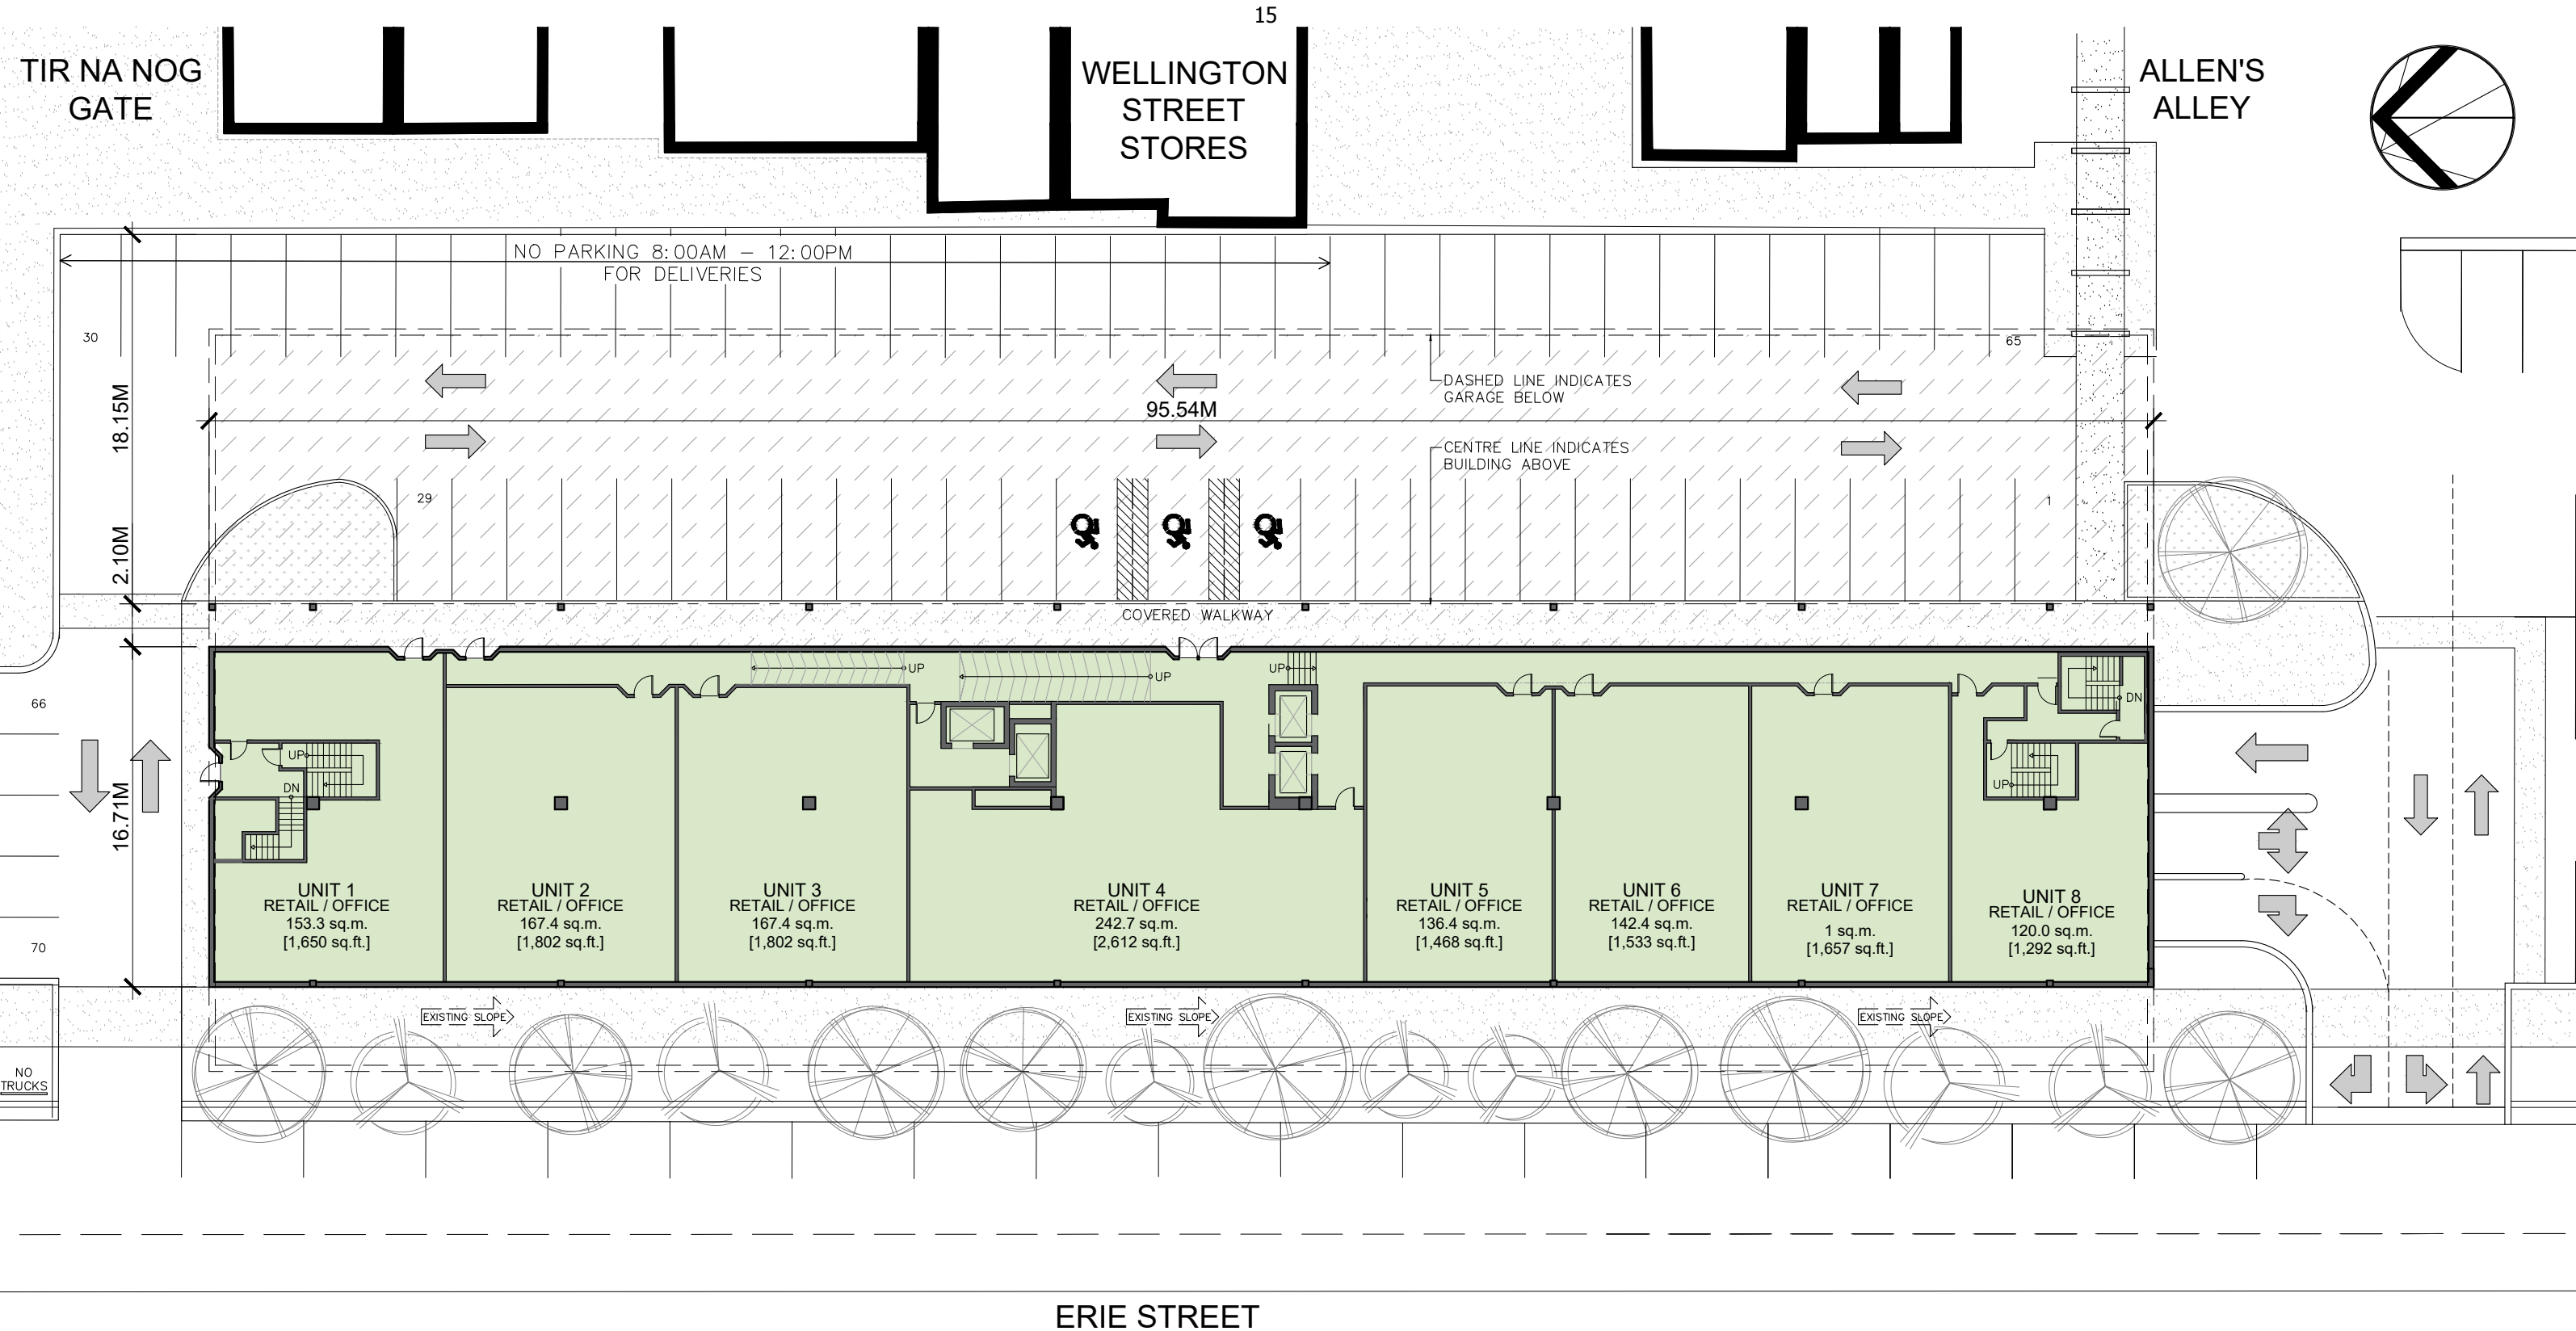 15
TIR NA NOG
GATE
WELLINGTON
STREET
STORES
ALLEN'S
ALLEY
NO PARKING 8:00AM – 12:00PM
FOR DELIVERIES
30
65
18.15M
DASHED LINE INDICATES
GARAGE BELOW
95.54M
CENTRE LINE INDICATES
BUILDING ABOVE
29
1
2.10M
COVERED WALKWAY
UP
UP
UP
DN
66
UP
DN
UP
16.71M
70
UNIT 1
RETAIL / OFFICE
153.3 sq.m.
[1,650 sq.ft.]
UNIT 2
RETAIL / OFFICE
167.4 sq.m.
[1,802 sq.ft.]
UNIT 3
RETAIL / OFFICE
167.4 sq.m.
[1,802 sq.ft.]
UNIT 4
RETAIL / OFFICE
242.7 sq.m.
[2,612 sq.ft.]
UNIT 5
RETAIL / OFFICE
136.4 sq.m.
[1,468 sq.ft.]
UNIT 6
RETAIL / OFFICE
142.4 sq.m.
[1,533 sq.ft.]
UNIT 7
RETAIL / OFFICE
1 sq.m.
[1,657 sq.ft.]
UNIT 8
RETAIL / OFFICE
120.0 sq.m.
[1,292 sq.ft.]
EXISTING SLOPE
EXISTING SLOPE
EXISTING SLOPE
NO
TRUCKS
ERIE STREET